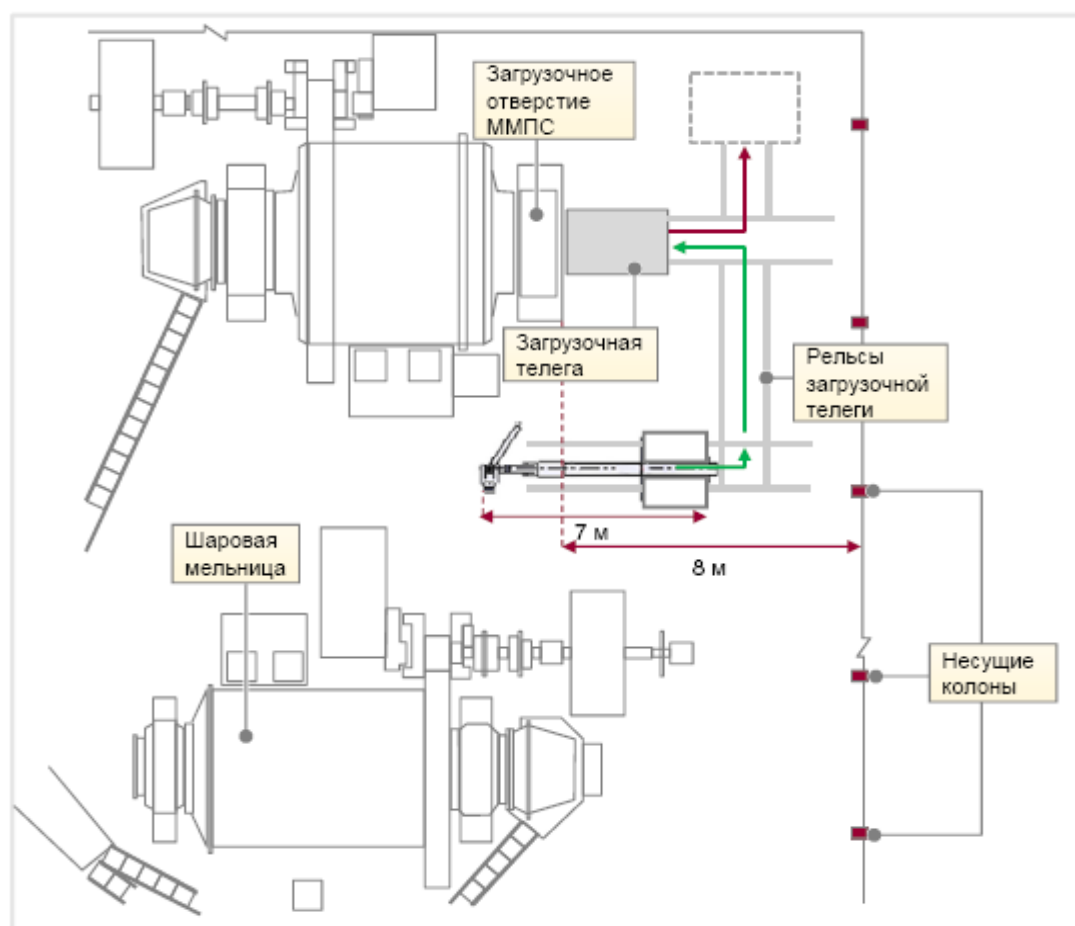 Загрузочное
отверстие
ММПС
Загрузочная
телега
Рельсы
загрузочной
телеги
7 м
8 м
Шаровая
мельница
Несущие
колоны